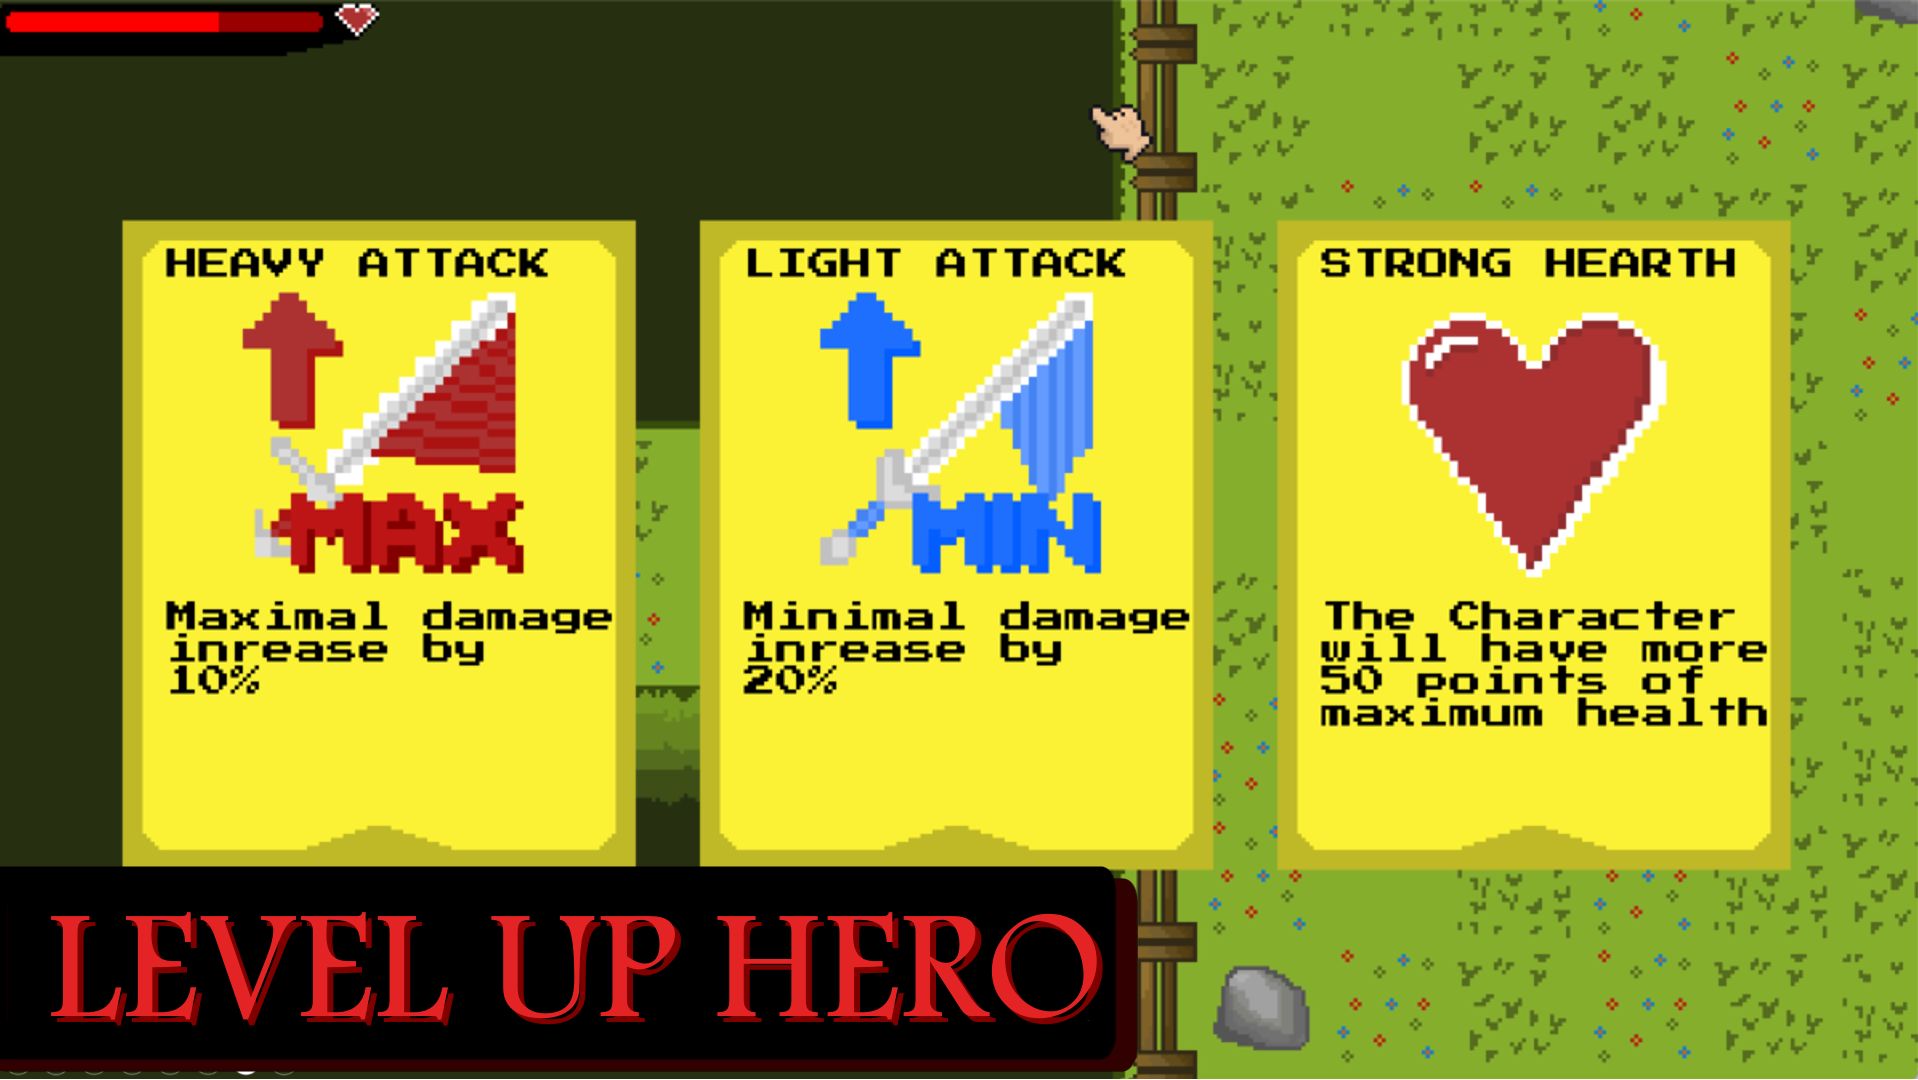 HEAVY ATTACK
MAX
Maximal damage
inrease by
10%
LIGHT ATTACK
MIN
Minimal damage
inrease by
20%
STRONG HEARTH
The Character
will have more
50 points of
maximum health
LEVEL UP HERO